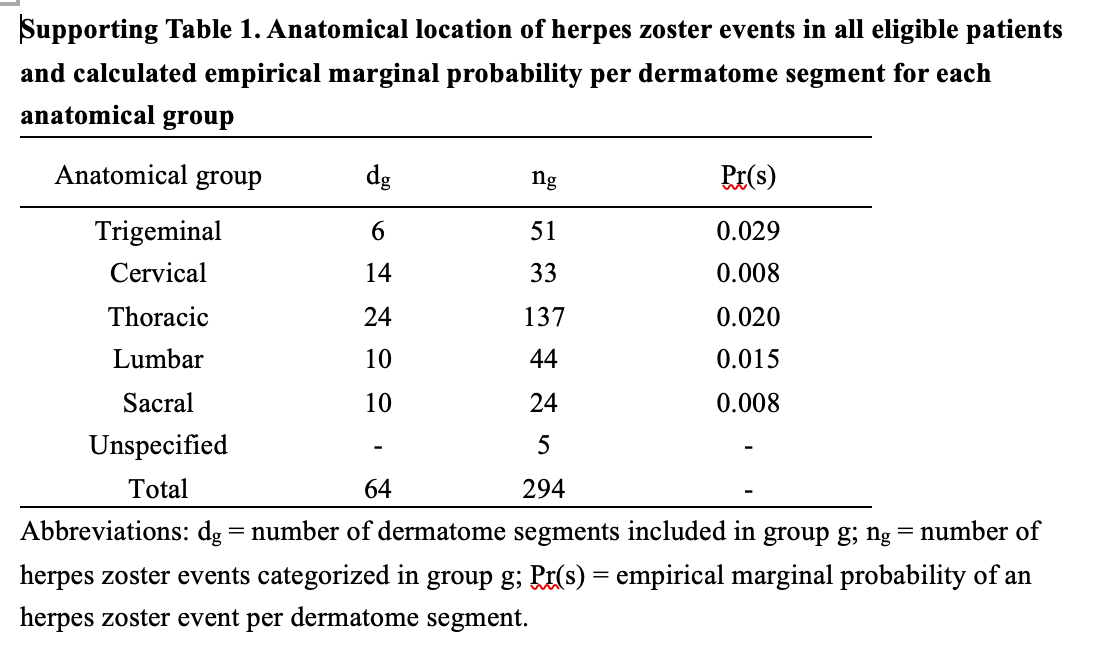 Supporting Table 1. Anatomical location of herpes zoster events in all eligible patients
and calculated empirical marginal probability per dermatome segment for each
anatomical group
Anatomical group dg ng Pr(s)
Trigeminal 6 51 0.029
Cervical 14 33 0.008
Thoracic 24 137 0.020
Lumbar 10 44 0.015
Sacral 10 24 0.008
Unspecified - 5 -
Total 64 294 -
Abbreviations: dg = number of dermatome segments included in group g; ng = number of
herpes zoster events categorized in group g; Pr(s) = empirical marginal probability of an
herpes zoster event per dermatome segment.